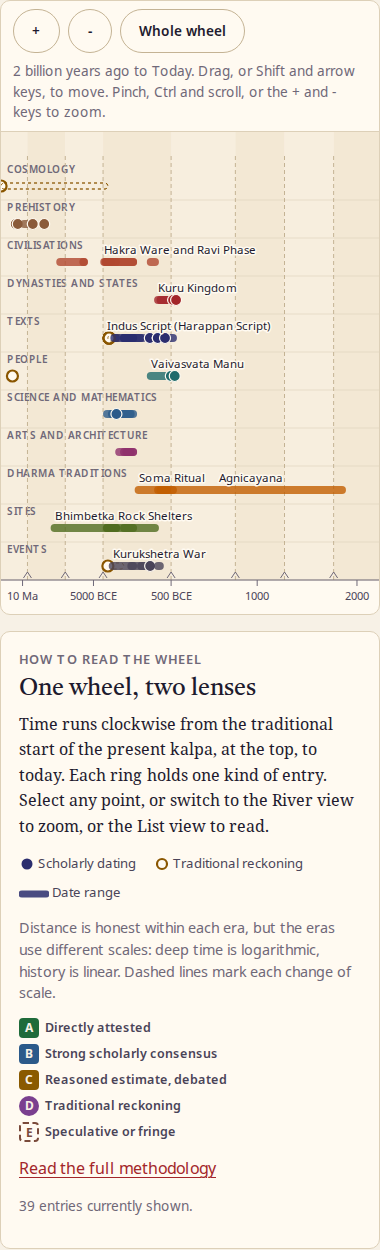 + - Whole wheel
2 billion years ago to Today. Drag, or Shift and arrow
keys, to move. Pinch, Ctrl and scroll, or the + and -
keys to zoom.
COSMOLOGY
PREHISTORY
CIVILISATIONS
Hakra Ware and Ravi Phase
DYNASTIES AND STATES
Kuru Kingdom
TEXTS
Indus Script (Harappan Script)
PEOPLE
Vaivasvata Manu
SCIENCE AND MATHEMATICS
ARTS AND ARCHITECTURE
DHARMA TRADITIONS
Soma Ritual Agnicayana
SITES
Bhimbetka Rock Shelters
EVENTS
Kurukshetra War
10 Ma 5000 BCE 500 BCE 1000 2000
HOW TO READ THE WHEEL
One wheel, two lenses
Time runs clockwise from the traditional
start of the present kalpa, at the top, to
today. Each ring holds one kind of entry.
Select any point, or switch to the River view
to zoom, or the List view to read.
Scholarly dating Traditional reckoning
Date range
Distance is honest within each era, but the eras
use different scales: deep time is logarithmic,
history is linear. Dashed lines mark each change of
scale.
A Directly attested
B Strong scholarly consensus
C Reasoned estimate, debated
D Traditional reckoning
E Speculative or fringe
Read the full methodology
39 entries currently shown.